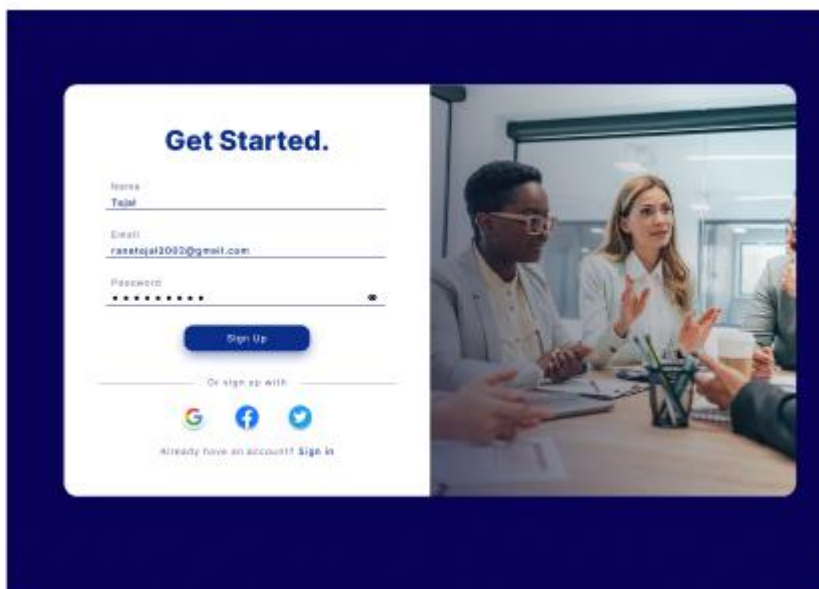 Get Started.
Name
Tejal
Email
ranetejal2002@gmail.com
Password
Sign Up
Or sign up with
Already have an account? Sign in